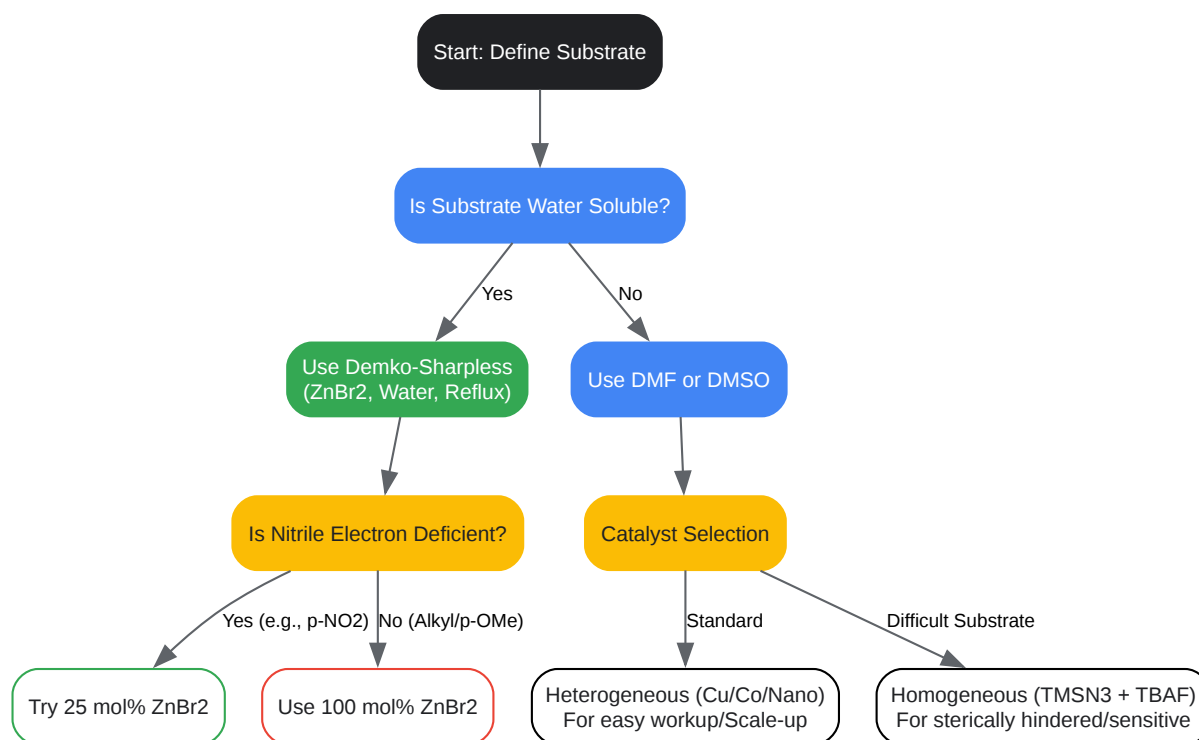 Start: Define Substrate
Is Substrate Water Soluble?
Yes
No
Use Demko-Sharpless
(ZnBr2, Water, Reflux)
Use DMF or DMSO
Is Nitrile Electron Deficient?
Catalyst Selection
Yes (e.g., p-NO2)
No (Alkyl/p-OMe)
Standard
Difficult Substrate
Try 25 mol% ZnBr2
Use 100 mol% ZnBr2
Heterogeneous (Cu/Co/Nano)
For easy workup/Scale-up
Homogeneous (TMSN3 + TBAF)
For sterically hindered/sensitive